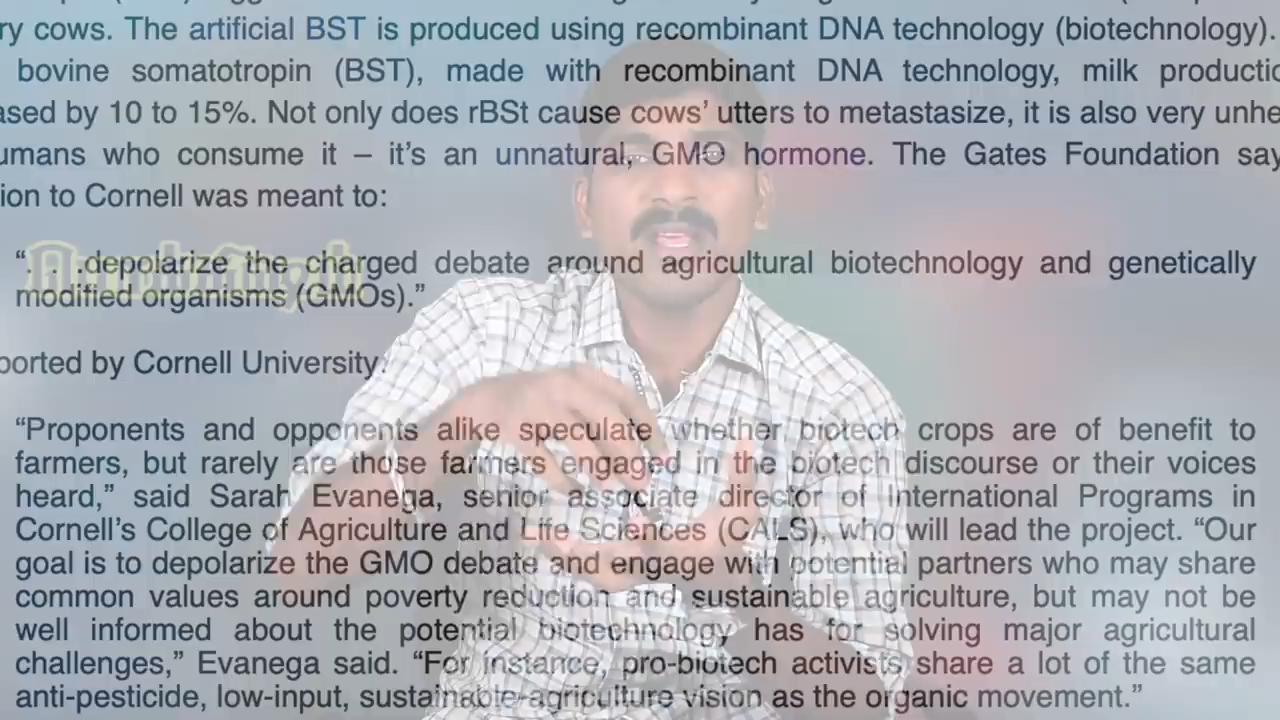 ry cows. The artificial BST is produced using recombinant DNA technology (biotechnology).
bovine somatotropin (BST), made with recombinant DNA technology, milk productio
ased by 10 to 15%. Not only does rBSt cause cows’ utters to metastasize, it is also very unhe
umans who consume it – it’s an unnatural, GMO hormone. The Gates Foundation say
ion to Cornell was meant to:
“. . .depolarize the charged debate around agricultural biotechnology and genetically
modified organisms (GMOs).”
ported by Cornell University:
“Proponents and opponents alike speculate whether biotech crops are of benefit to
farmers, but rarely are those farmers engaged in the biotech discourse or their voices
heard,” said Sarah Evanega, senior associate director of International Programs in
Cornell’s College of Agriculture and Life Sciences (CALS), who will lead the project. “Our
goal is to depolarize the GMO debate and engage with potential partners who may share
common values around poverty reduction and sustainable agriculture, but may not be
well informed about the potential biotechnology has for solving major agricultural
challenges,” Evanega said. “For instance, pro-biotech activists share a lot of the same
anti-pesticide, low-input, sustainable-agriculture vision as the organic movement.”